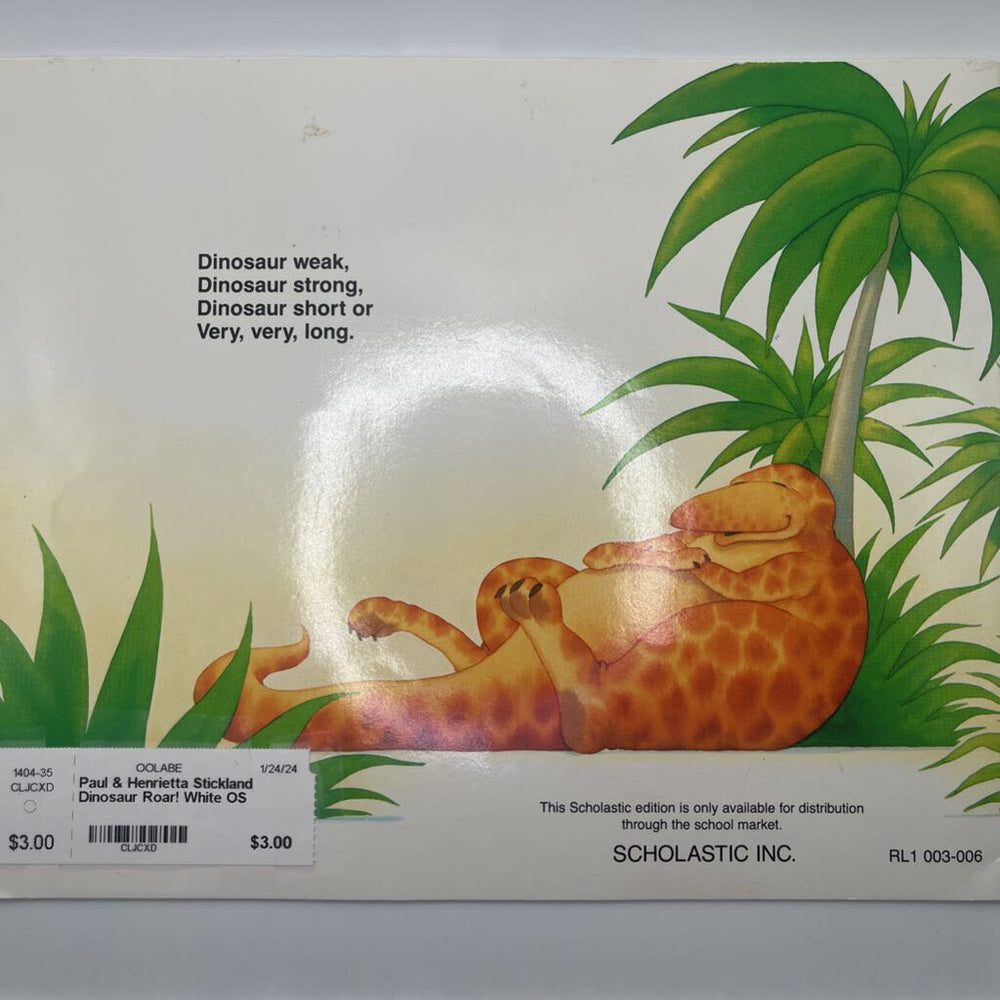 Dinosaur weak,
Dinosaur strong,
Dinosaur short or
Very, very, long.
1404-35
CLJCXD
$3.00
OOLABE 1/24/24
Paul & Henrietta Stickland
Dinosaur Roar! White OS
CLJCXD
$3.00
This Scholastic edition is only available for distribution
through the school market.
SCHOLASTIC INC.
RL1 003-006